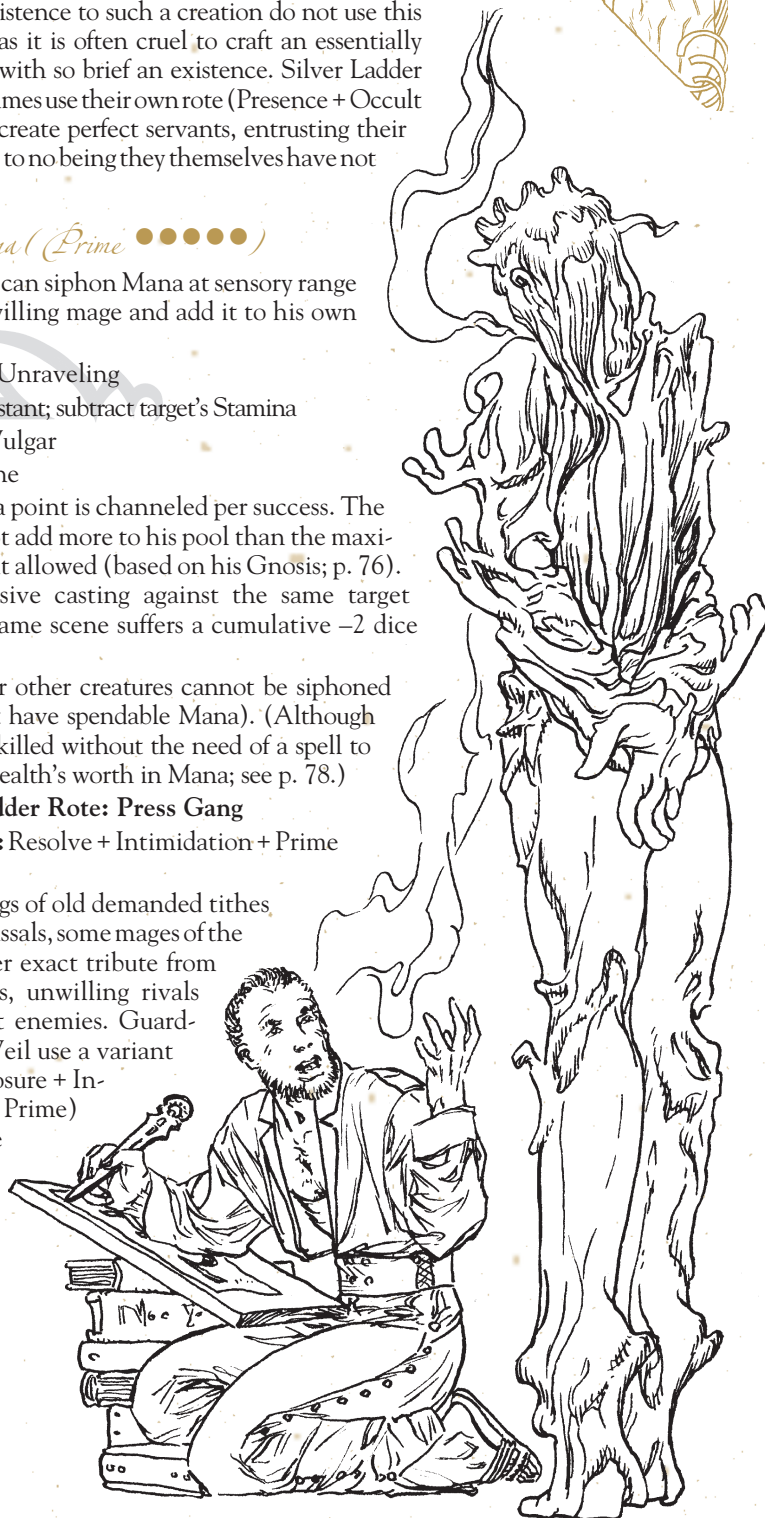 istence to such a creation do not use this
as it is often cruel to craft an essentially
with so brief an existence. Silver Ladder
imes use their own rote (Presence + Occult
create perfect servants, entrusting their
to no being they themselves have not
na (Prime ●●●●●)
can siphon Mana at sensory range
villing mage and add it to his own
Unraveling
stant; subtract target's Stamina
Vulgar
ne
a point is channeled per success. The
t add more to his pool than the maxi-
t allowed (based on his Gnosis; p. 76).
sive casting against the same target
ame scene suffers a cumulative –2 dice
r other creatures cannot be siphoned
t have spendable Mana). (Although
killed without the need of a spell to
ealth's worth in Mana; see p. 78.)
dder Rote: Press Gang
: Resolve + Intimidation + Prime
gs of old demanded tithes
ssals, some mages of the
er exact tribute from
s, unwilling rivals
t enemies. Guard-
Veil use a variant
osure + In-
Prime)